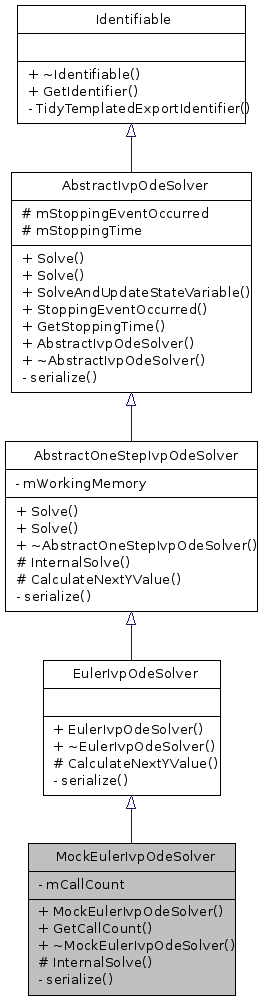 Identifiable
+ ~Identifiable()
+ GetIdentifier()
- TidyTemplatedExportIdentifier()
AbstractIvpOdeSolver
# mStoppingEventOccurred
# mStoppingTime
+ Solve()
+ Solve()
+ SolveAndUpdateStateVariable()
+ StoppingEventOccurred()
+ GetStoppingTime()
+ AbstractIvpOdeSolver()
+ ~AbstractIvpOdeSolver()
- serialize()
AbstractOneStepIvpOdeSolver
- mWorkingMemory
+ Solve()
+ Solve()
+ ~AbstractOneStepIvpOdeSolver()
# InternalSolve()
# CalculateNextYValue()
- serialize()
EulerIvpOdeSolver
+ EulerIvpOdeSolver()
+ ~EulerIvpOdeSolver()
# CalculateNextYValue()
- serialize()
MockEulerIvpOdeSolver
- mCallCount
+ MockEulerIvpOdeSolver()
+ GetCallCount()
+ ~MockEulerIvpOdeSolver()
# InternalSolve()
- serialize()